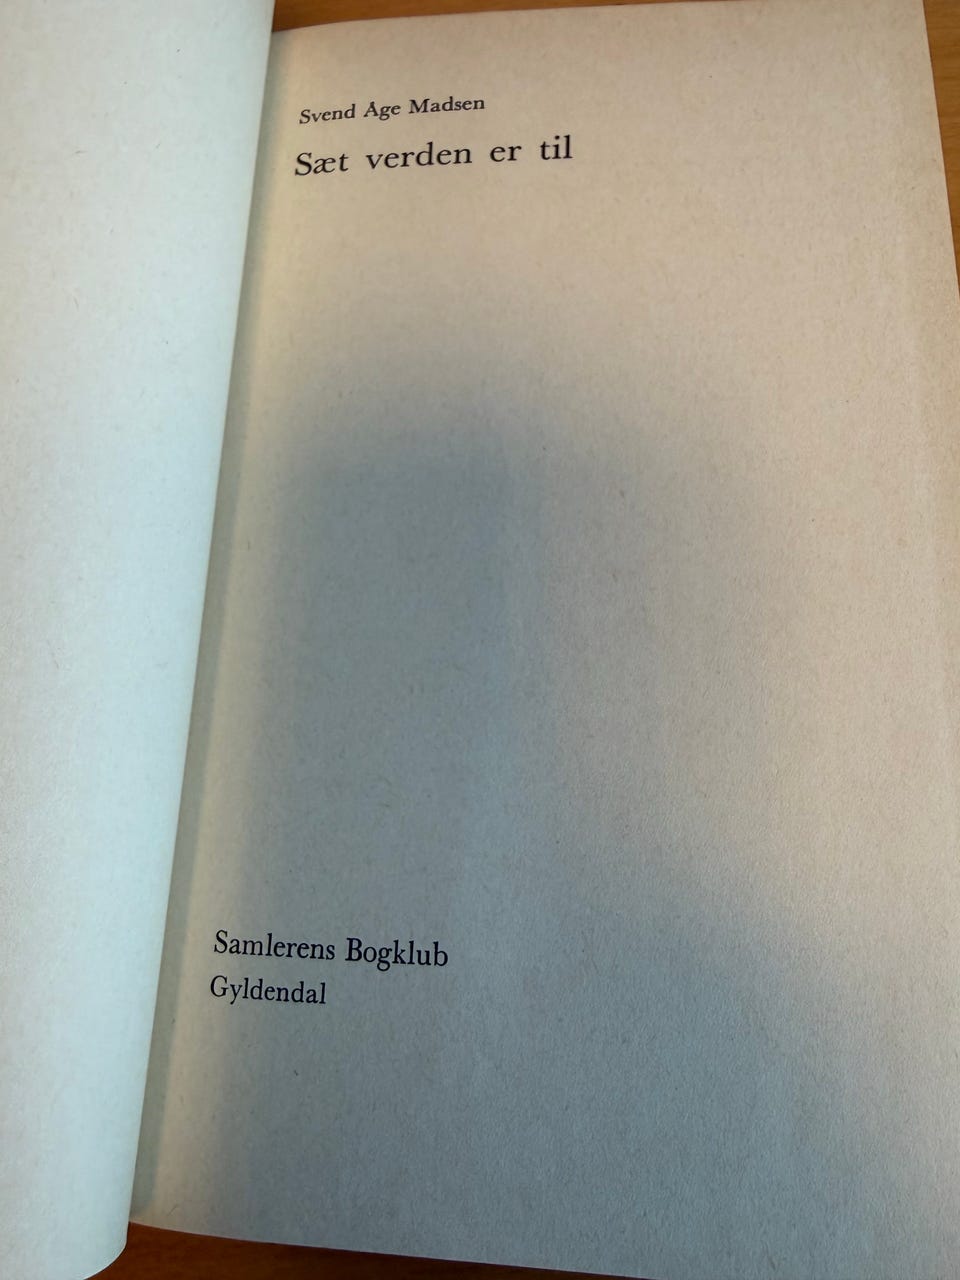 Svend Åge Madsen
Sæt verden er til
Samlerens Bogklub
Gyldendal